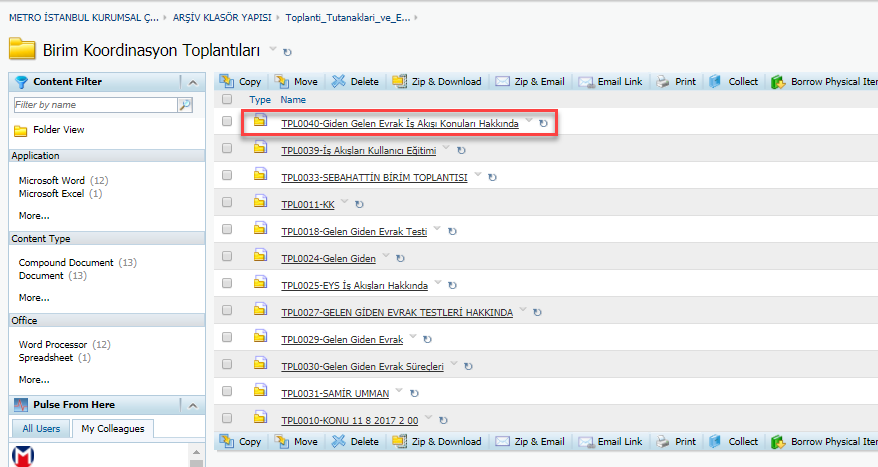 METRO İSTANBUL KURUMSAL Ç... › ARŞİV KLASÖR YAPISI › Toplanti_Tutanaklari_ve_E... ›
Birim Koordinasyon Toplantıları
Content Filter
Filter by name
Folder View
Application
Microsoft Word (12)
Microsoft Excel (1)
More...
Content Type
Compound Document (13)
Document (13)
More...
Office
Word Processor (12)
Spreadsheet (1)
More...
Pulse From Here
All Users My Colleagues
Copy Move Delete Zip & Download Zip & Email Email Link Print Collect Borrow Physical Iter
Type Name
TPL0040-Giden Gelen Evrak İş Akışı Konuları Hakkında
TPL0039-İş Akışları Kullanıcı Eğitimi
TPL0033-SEBAHATTİN BİRİM TOPLANTISI
TPL0011-KK
TPL0018-Gelen Giden Evrak Testi
TPL0024-Gelen Giden
TPL0025-EYS İş Akışları Hakkında
TPL0027-GELEN GİDEN EVRAK TESTLERİ HAKKINDA
TPL0029-Gelen Giden Evrak
TPL0030-Gelen Giden Evrak Süreçleri
TPL0031-SAMİR UMMAN
TPL0010-KONU 11 8 2017 2 00
Copy Move Delete Zip & Download Zip & Email Email Link Print Collect Borrow Physical Iter